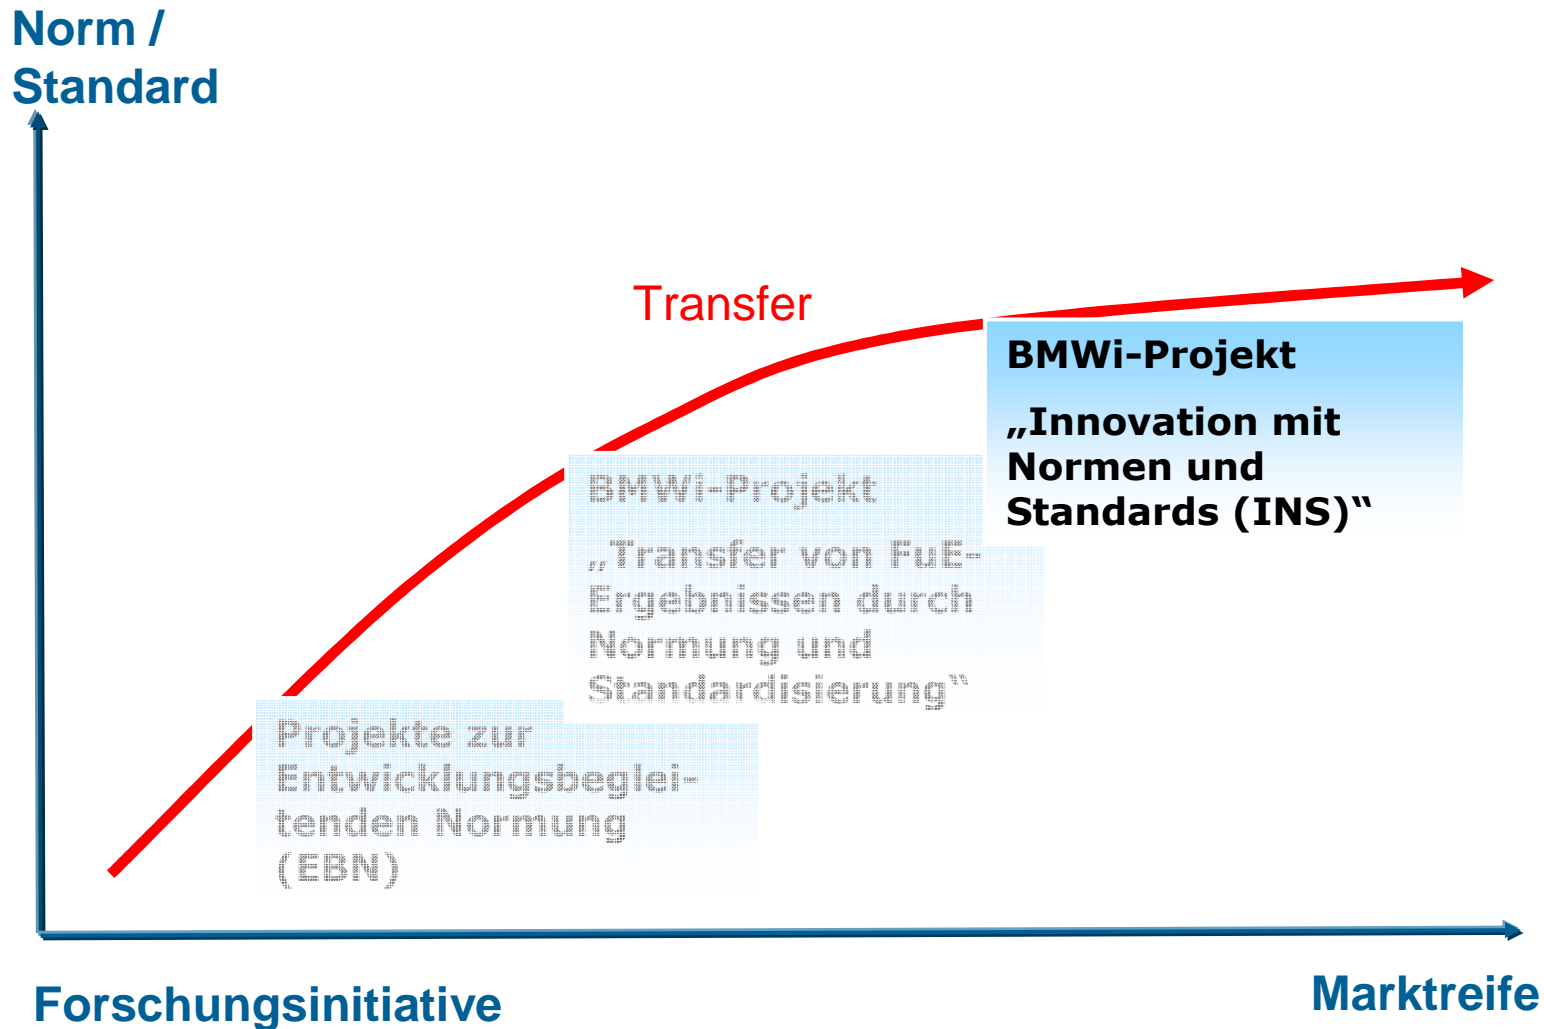 Norm /
Standard
Transfer
BMWi-Projekt
„Innovation mit
Normen und
Standards (INS)“
BMWi-Projekt
„Transfer von FuE-
Ergebnissen durch
Normung und
Standardisierung“
Projekte zur
Entwicklungsbeglei-
tenden Normung
(EBN)
Forschungsinitiative
Marktreife